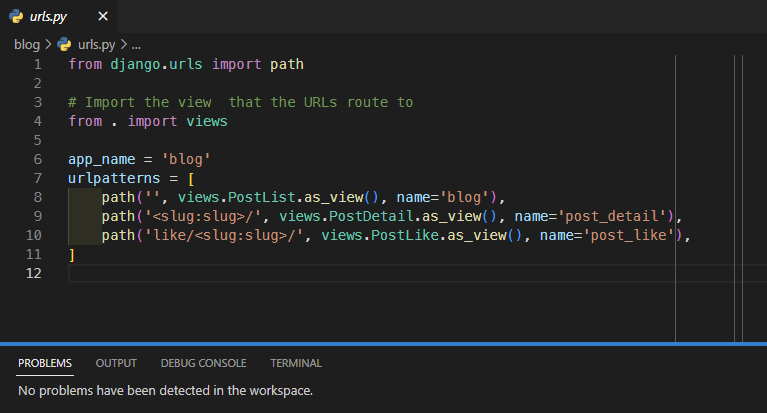 urls.py ×
blog > urls.py > ...
1 from django.urls import path
2
3 # Import the view  that the URLs route to
4 from . import views
5
6 app_name = 'blog'
7 urlpatterns = [
8     path('', views.PostList.as_view(), name='blog'),
9     path('<slug:slug>/', views.PostDetail.as_view(), name='post_detail'),
10     path('like/<slug:slug>/', views.PostLike.as_view(), name='post_like'),
11 ]
12
PROBLEMS OUTPUT DEBUG CONSOLE TERMINAL
No problems have been detected in the workspace.